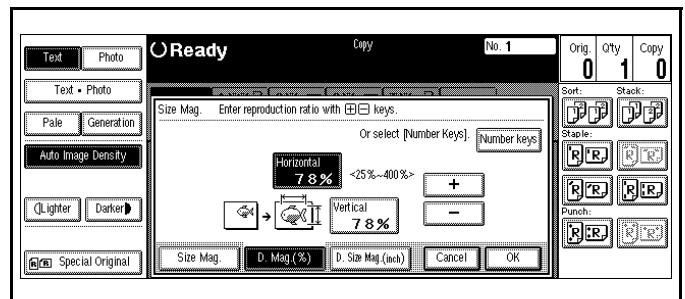 Text Photo
Text • Photo
Pale Generation
Auto Image Density
Lighter Darker
Special Original
Ready
Copy
No. 1
Orig. Q'ty Copy
0 1 0
Size Mag. Enter reproduction ratio with + − keys.
Or select [Number Keys].
Number keys
Horizontal
78%
<25%~400%>
+
Vertical
78%
−
Size Mag. D. Mag.(%) D. Size Mag.(inch) Cancel OK
Sort: Stack:
Staple:
Punch: